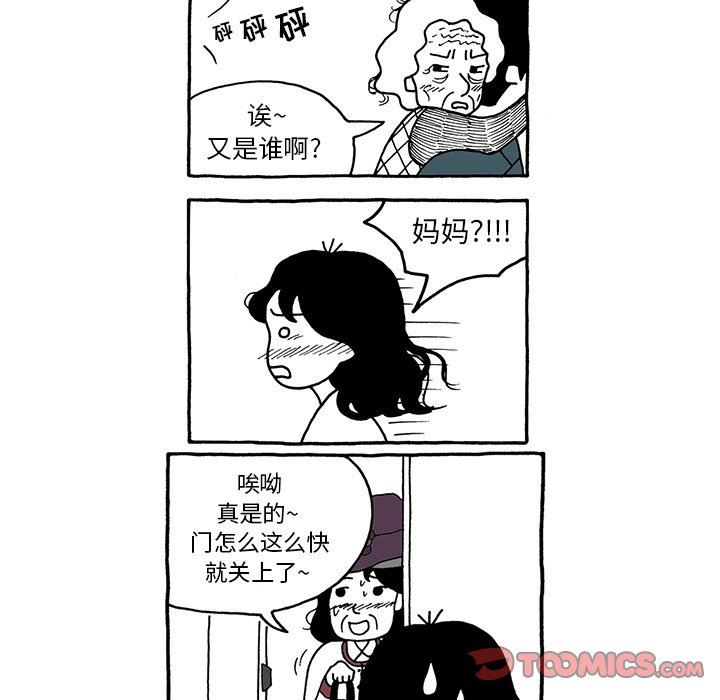 砰 砰 砰
诶~
又是谁啊?
妈妈?!!!
唉呦
真是的~
门怎么这么快
就关上了~
TOOMICS.com